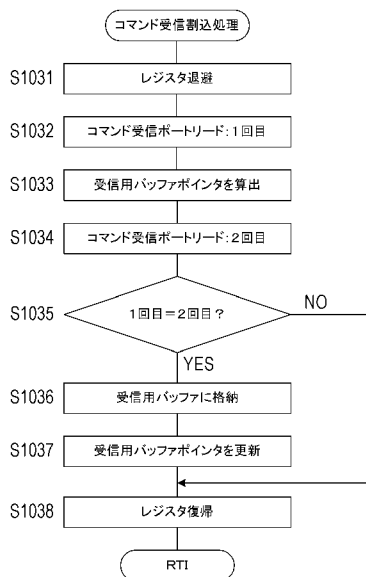 コマンド受信割込処理
S1031
レジスタ退避
S1032
コマンド受信ポートリード:1回目
S1033
受信用バッファポインタを算出
S1034
コマンド受信ポートリード:2回目
S1035
1回目=2回目?
NO
YES
S1036
受信用バッファに格納
S1037
受信用バッファポインタを更新
S1038
レジスタ復帰
RTI